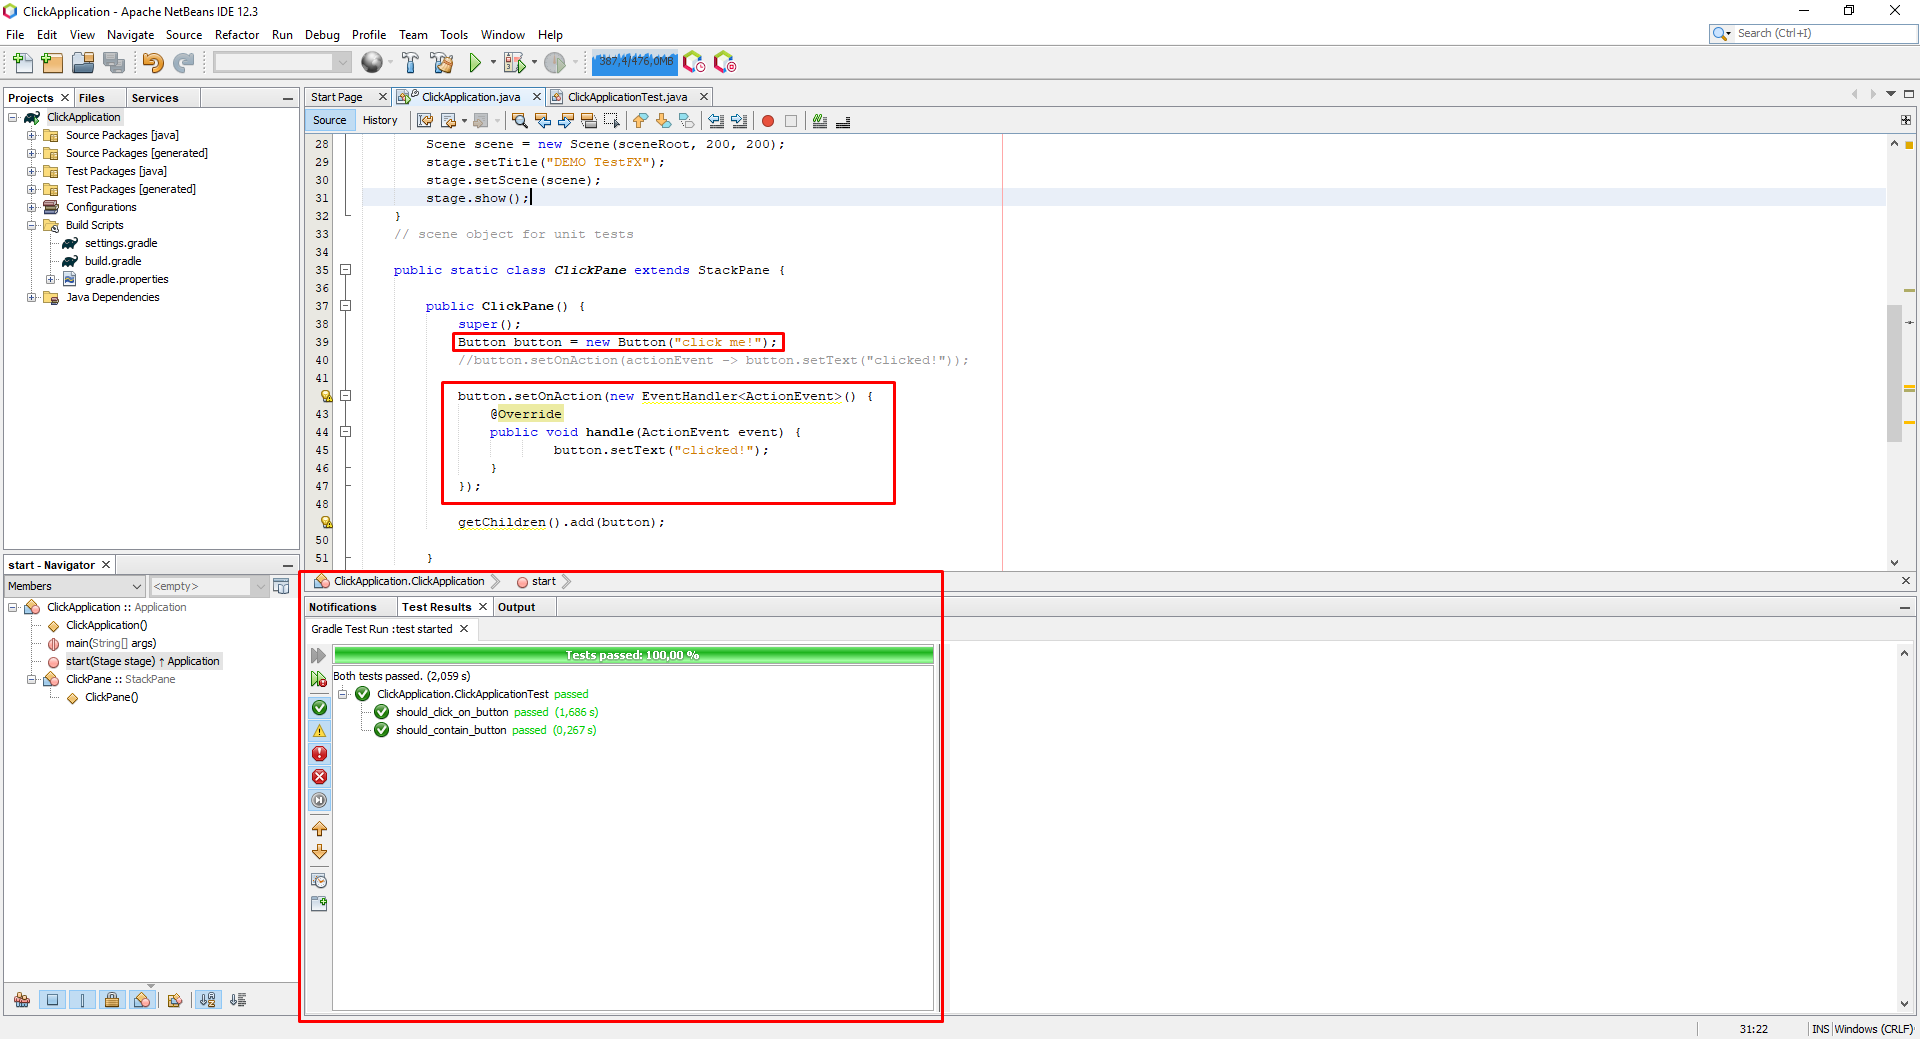 ClickApplication - Apache NetBeans IDE 12.3
File Edit View Navigate Source Refactor Run Debug Profile Team Tools Window Help
Search (Ctrl+I)
387,4/476,0MB
Projects Files Services
ClickApplication
Source Packages [java]
Source Packages [generated]
Test Packages [java]
Test Packages [generated]
Configurations
Build Scripts
settings.gradle
build.gradle
gradle.properties
Java Dependencies
Start Page ClickApplication.java ClickApplicationTest.java
Source History
28 Scene scene = new Scene(sceneRoot, 200, 200);
29 stage.setTitle("DEMO TestFX");
30 stage.setScene(scene);
31 stage.show();
32 }
33 // scene object for unit tests
34
35 public static class ClickPane extends StackPane {
36
37 public ClickPane() {
38 super();
39 Button button = new Button("click me!");
40 //button.setOnAction(actionEvent -> button.setText("clicked!"));
41
button.setOnAction(new EventHandler<ActionEvent>() {
43 @Override
44 public void handle(ActionEvent event) {
45 button.setText("clicked!");
46 }
47 });
48
getChildren().add(button);
50
51 }
start - Navigator
Members <empty>
ClickApplication :: Application
ClickApplication()
main(String[] args)
start(Stage stage) ↑ Application
ClickPane :: StackPane
ClickPane()
ClickApplication.ClickApplication start
Notifications Test Results Output
Gradle Test Run :test started
Tests passed: 100,00 %
Both tests passed. (2,059 s)
ClickApplication.ClickApplicationTest passed
should_click_on_button passed (1,686 s)
should_contain_button passed (0,267 s)
31:22 INS Windows (CRLF)